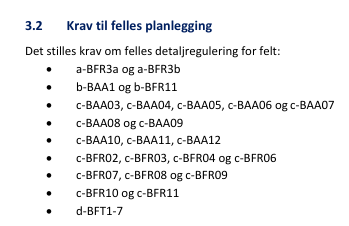 3.2 Krav til felles planlegging
Det stilles krav om felles detaljregulering for felt:
• a-BFR3a og a-BFR3b
• b-BAA1 og b-BFR11
• c-BAA03, c-BAA04, c-BAA05, c-BAA06 og c-BAA07
• c-BAA08 og c-BAA09
• c-BAA10, c-BAA11, c-BAA12
• c-BFR02, c-BFR03, c-BFR04 og c-BFR06
• c-BFR07, c-BFR08 og c-BFR09
• c-BFR10 og c-BFR11
• d-BFT1-7